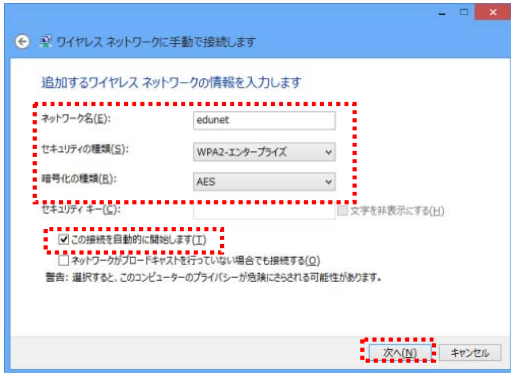 ワイヤレス ネットワークに手動で接続します
追加するワイヤレス ネットワークの情報を入力します
ネットワーク名(E): edunet
セキュリティの種類(S): WPA2-エンタープライズ
暗号化の種類(R): AES
セキュリティ キー(C): 文字を非表示にする(H)
この接続を自動的に開始します(T)
ネットワークがブロードキャストを行っていない場合でも接続する(O)
警告: 選択すると、このコンピューターのプライバシーが危険にさらされる可能性があります。
次へ(N) キャンセル